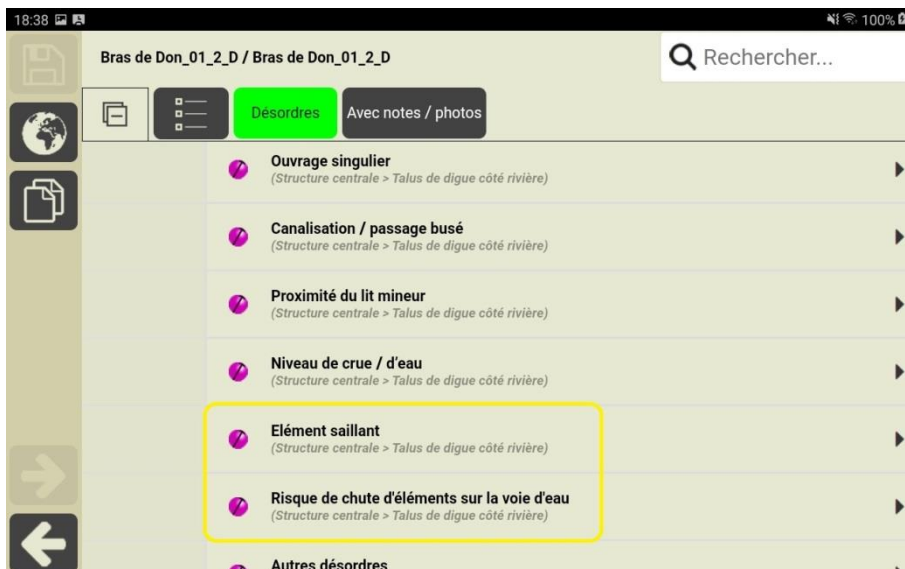 18:38
100%
Bras de Don_01_2_D / Bras de Don_01_2_D
Rechercher...
Désordres
Avec notes / photos
Ouvrage singulier
(Structure centrale > Talus de digue côté rivière)
Canalisation / passage busé
(Structure centrale > Talus de digue côté rivière)
Proximité du lit mineur
(Structure centrale > Talus de digue côté rivière)
Niveau de crue / d'eau
(Structure centrale > Talus de digue côté rivière)
Elément saillant
(Structure centrale > Talus de digue côté rivière)
Risque de chute d'éléments sur la voie d'eau
(Structure centrale > Talus de digue côté rivière)
Autres désordres